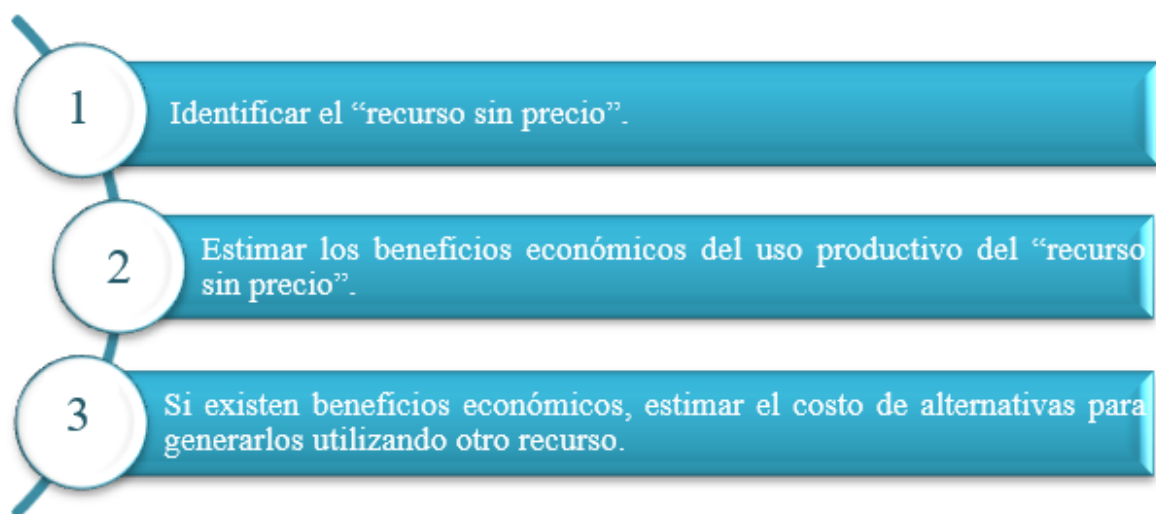 1
Identificar el “recurso sin precio”.
2
Estimar los beneficios económicos del uso productivo del “recurso
sin precio”.
3
Si existen beneficios económicos, estimar el costo de alternativas para
generarlos utilizando otro recurso.